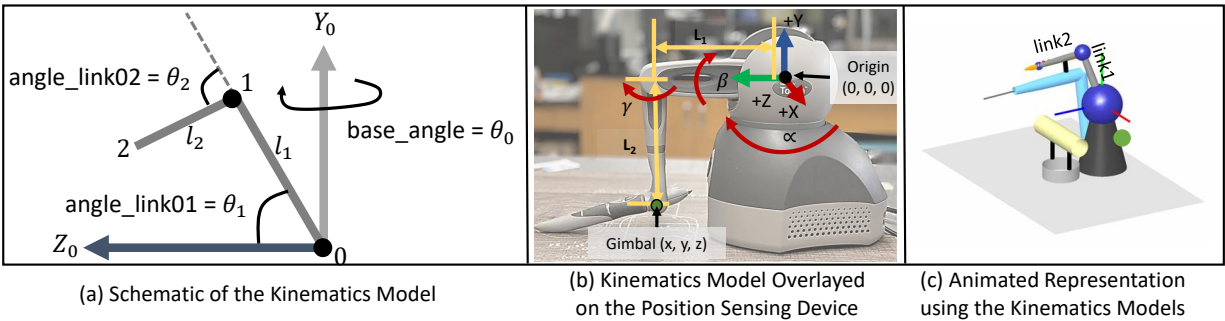 Y₀
angle_link02 = θ₂
1
base_angle = θ₀
2
l₂
l₁
angle_link01 = θ₁
Z₀
0
(a) Schematic of the Kinematics Model
L₁
+Y
β
Origin
(0, 0, 0)
+Z
+X
γ
∝
L₂
Gimbal (x, y, z)
(b) Kinematics Model Overlayed
on the Position Sensing Device
link2
link1
(c) Animated Representation
using the Kinematics Models